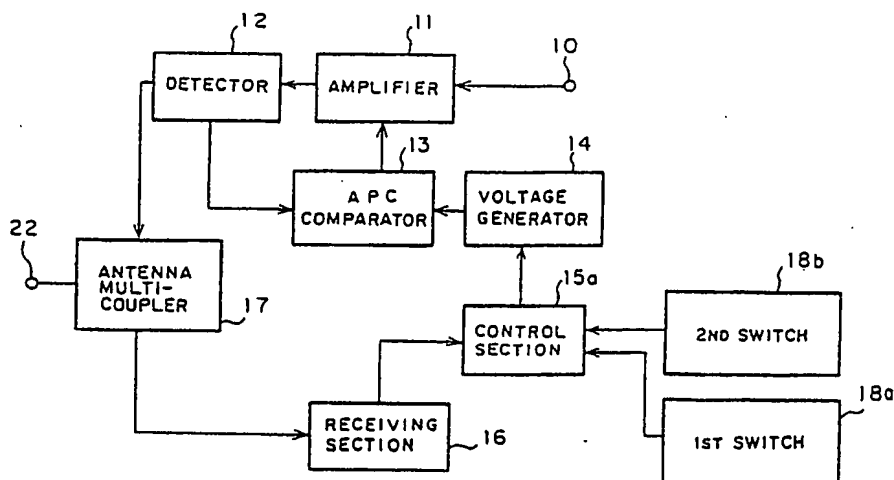 12
11
10
DETECTOR
AMPLIFIER
13
14
A P C
COMPARATOR
VOLTAGE
GENERATOR
22
ANTENNA
MULTI-
COUPLER
17
15a
18b
CONTROL
SECTION
2ND SWITCH
18a
RECEIVING
SECTION
16
1ST SWITCH